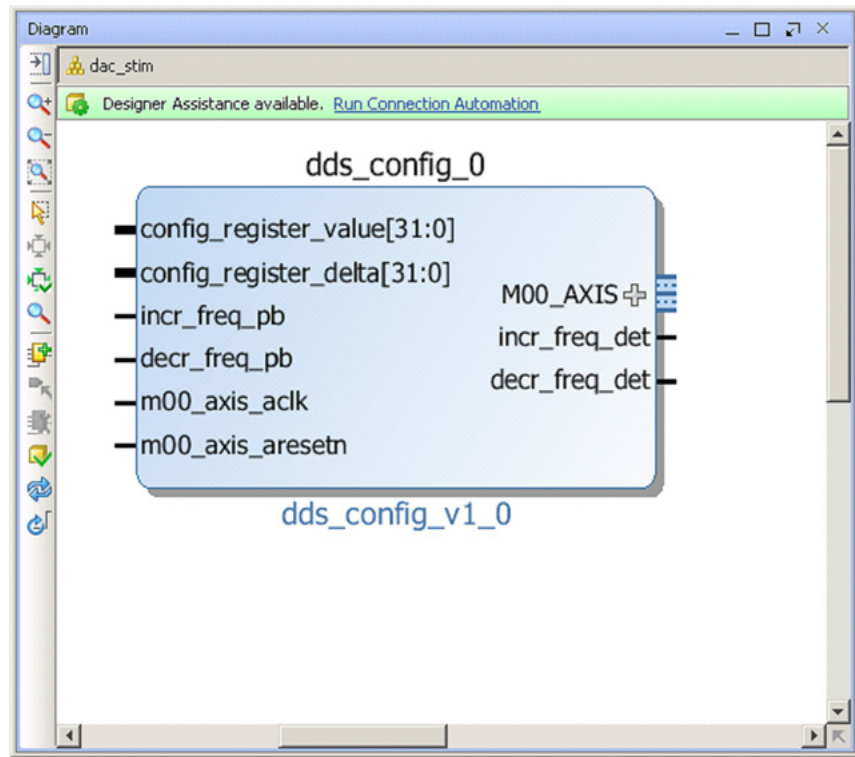 Diagram
dac_stim
Designer Assistance available. Run Connection Automation
dds_config_0
config_register_value[31:0]
config_register_delta[31:0]
incr_freq_pb
decr_freq_pb
m00_axis_aclk
m00_axis_aresetn
M00_AXIS
incr_freq_det
decr_freq_det
dds_config_v1_0